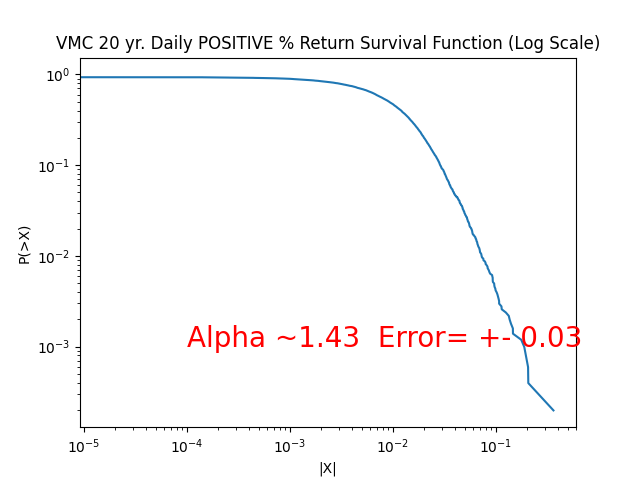 VMC 20 yr. Daily POSITIVE % Return Survival Function (Log Scale)
10⁰
10⁻¹
10⁻²
10⁻³
P(>X)
Alpha ~1.43  Error= +- 0.03
10⁻⁵ 10⁻⁴ 10⁻³ 10⁻² 10⁻¹
|X|